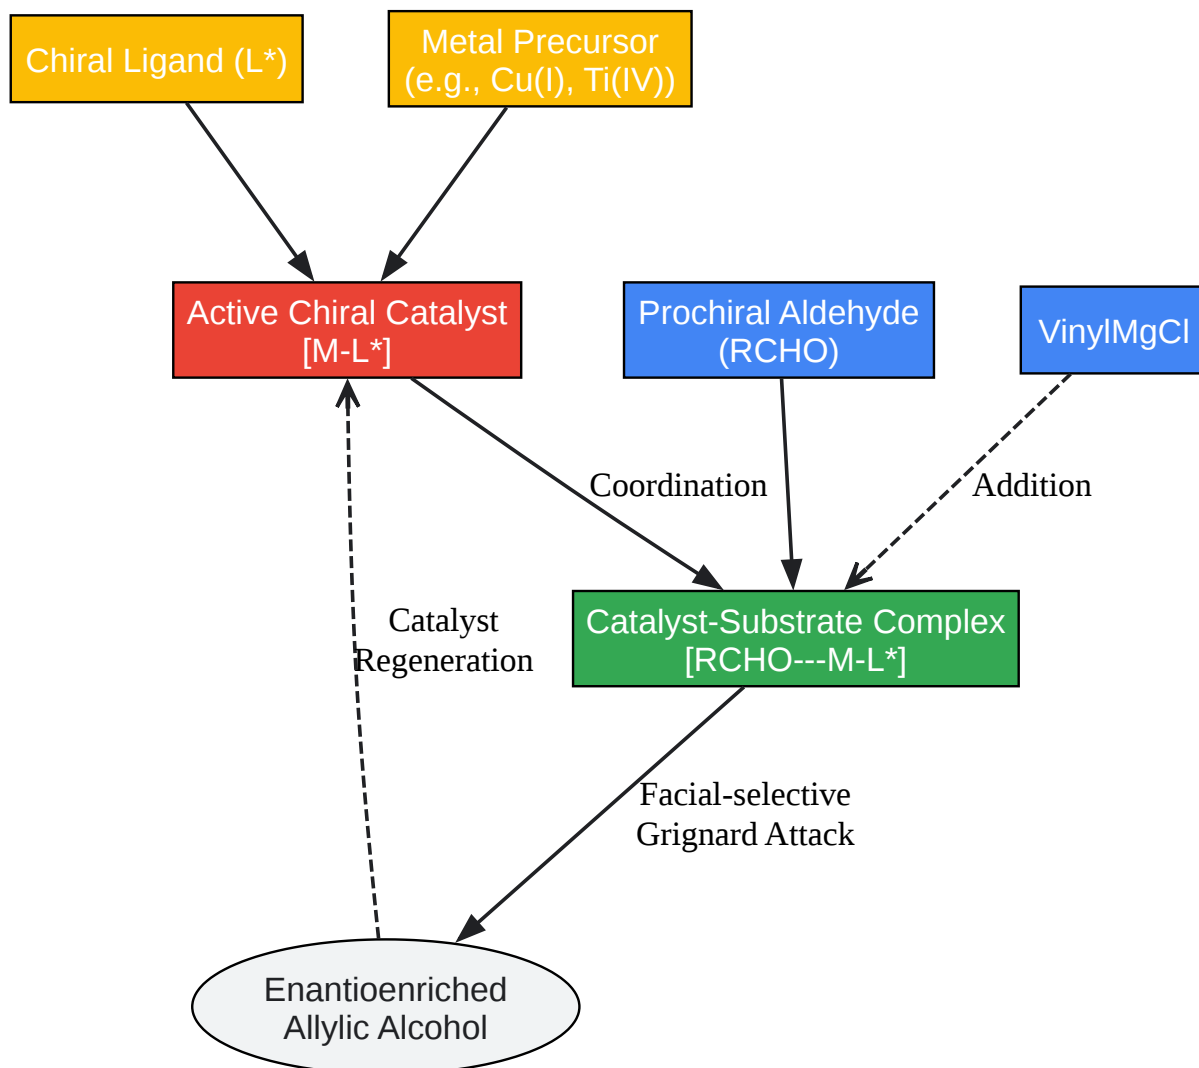 Chiral Ligand (L*)
Metal Precursor
(e.g., Cu(I), Ti(IV))
Active Chiral Catalyst
[M-L*]
Prochiral Aldehyde
(RCHO)
VinylMgCl
Coordination
Addition
Catalyst
Regeneration
Catalyst-Substrate Complex
[RCHO---M-L*]
Facial-selective
Grignard Attack
Enantioenriched
Allylic Alcohol